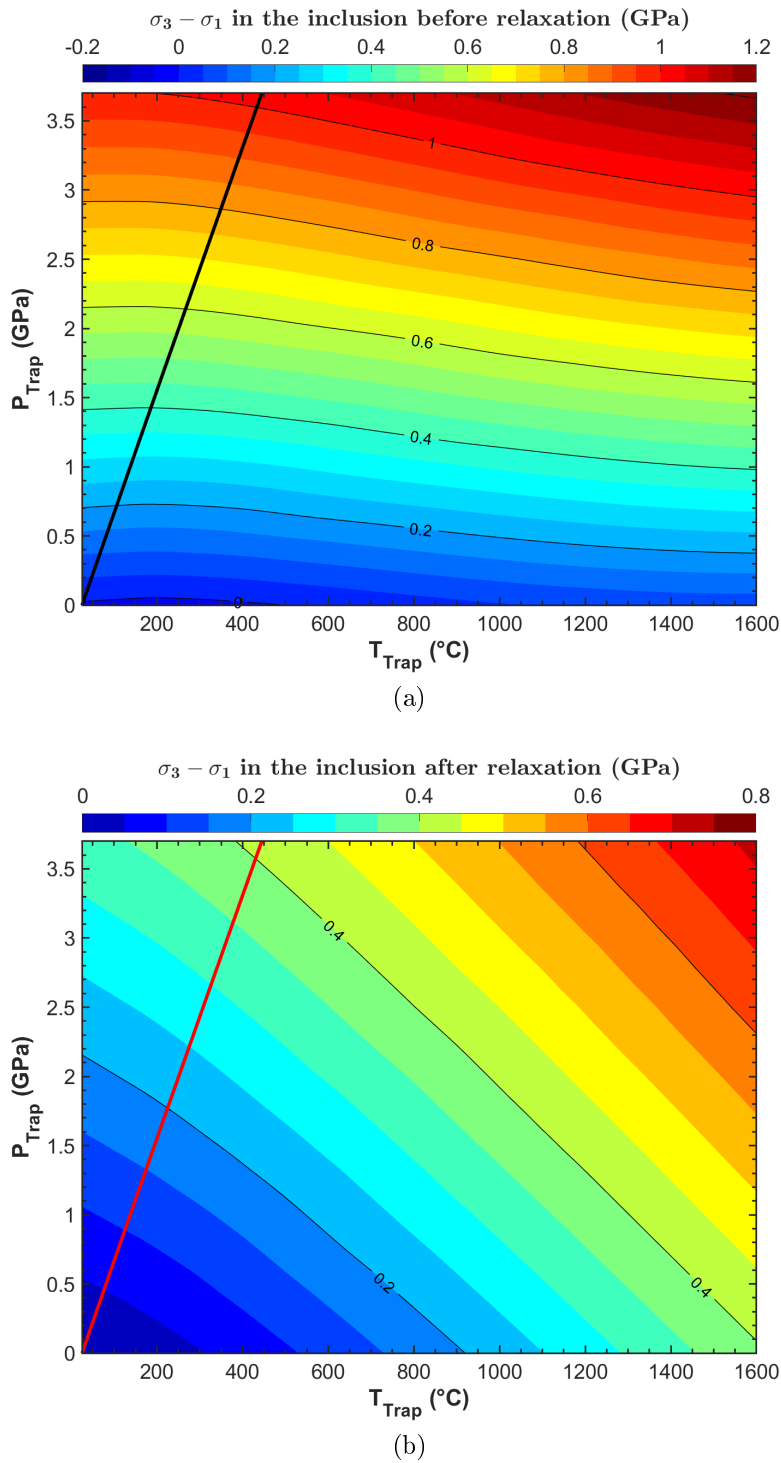 σ₃ − σ₁ in the inclusion before relaxation (GPa)
-0.2 0 0.2 0.4 0.6 0.8 1 1.2
3.5
3
2.5
2
1.5
1
0.5
0
P_Trap (GPa)
1
0.8
0.6
0.4
0.2
0
200 400 600 800 1000 1200 1400 1600
T_Trap (°C)
(a)
σ₃ − σ₁ in the inclusion after relaxation (GPa)
0 0.2 0.4 0.6 0.8
3.5
3
2.5
2
1.5
1
0.5
0
P_Trap (GPa)
0.4
0.2
0.4
200 400 600 800 1000 1200 1400 1600
T_Trap (°C)
(b)